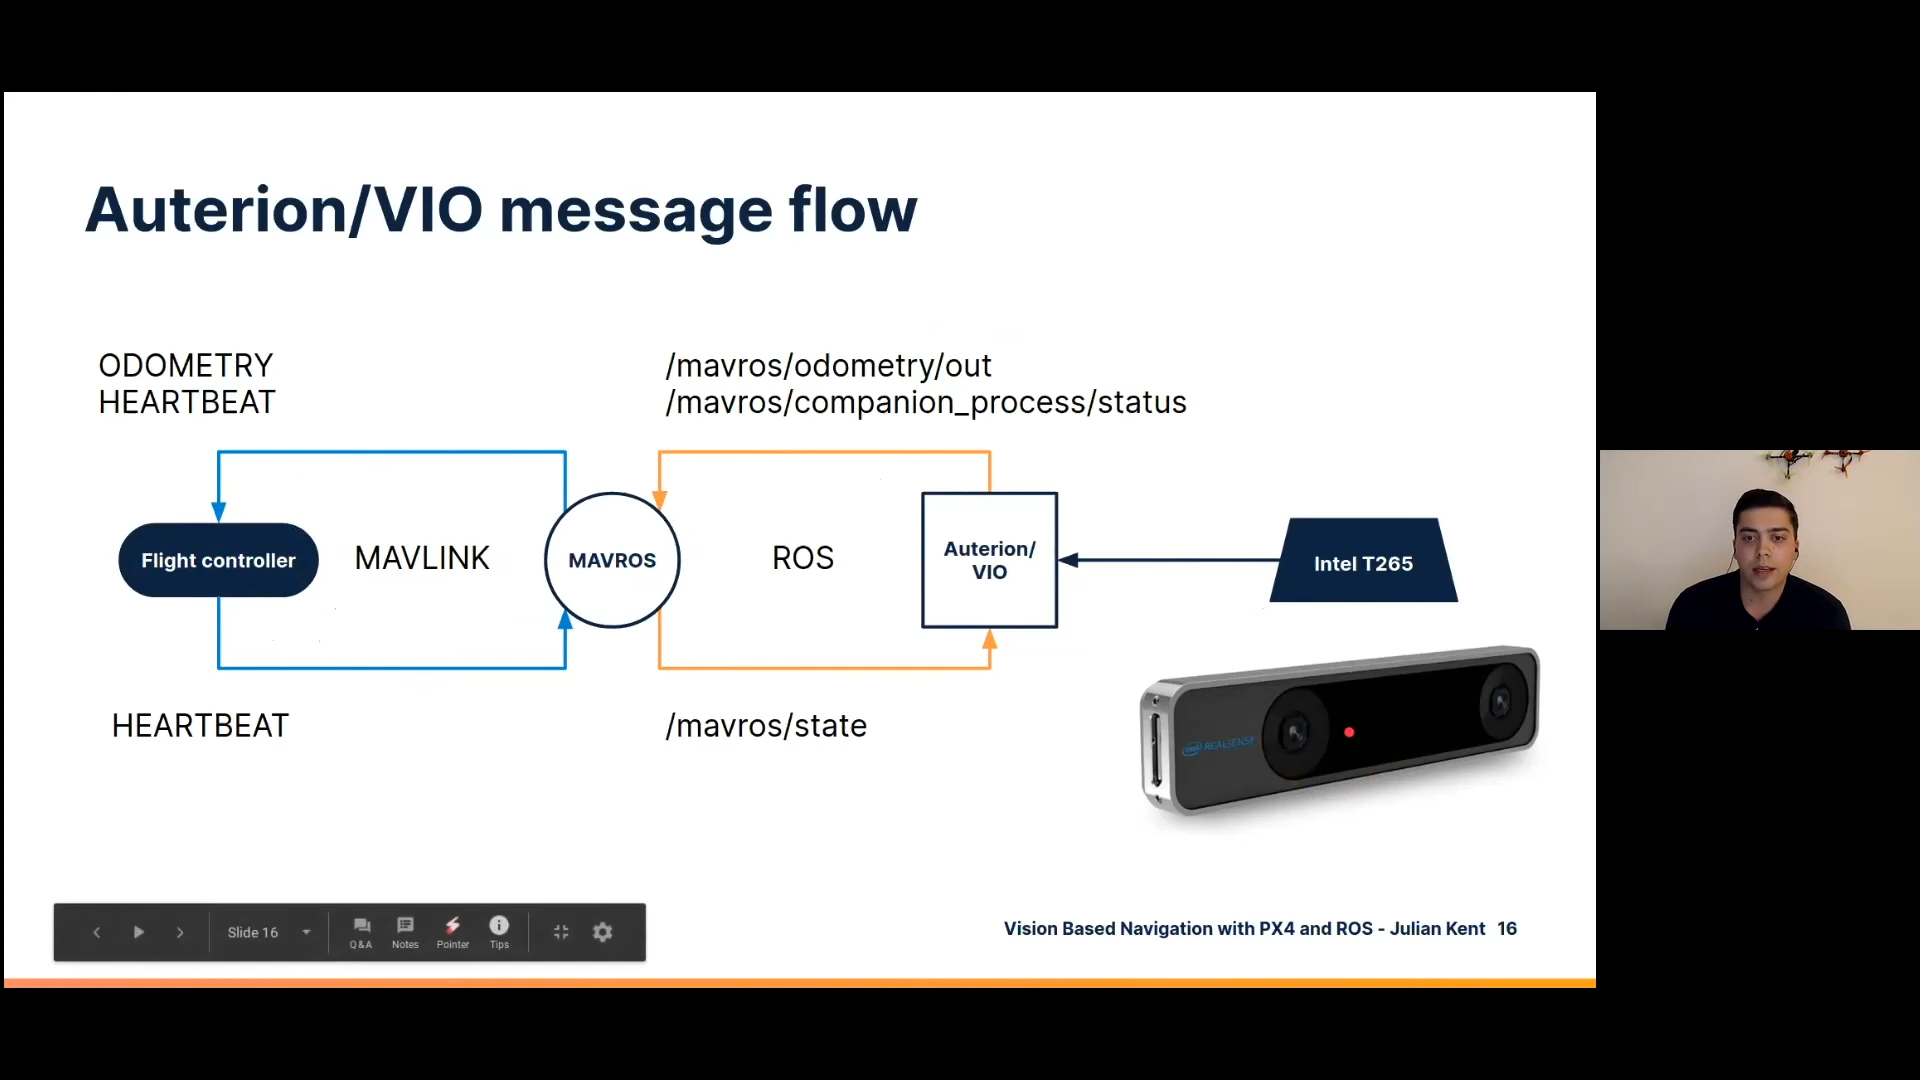 Auterion/VIO message flow
ODOMETRY
HEARTBEAT
/mavros/odometry/out
/mavros/companion_process/status
Flight controller
MAVLINK
MAVROS
ROS
Auterion/
VIO
Intel T265
HEARTBEAT
/mavros/state
intel REALSENSE
Slide 16
Q&A
Notes
Pointer
Tips
Vision Based Navigation with PX4 and ROS - Julian Kent 16